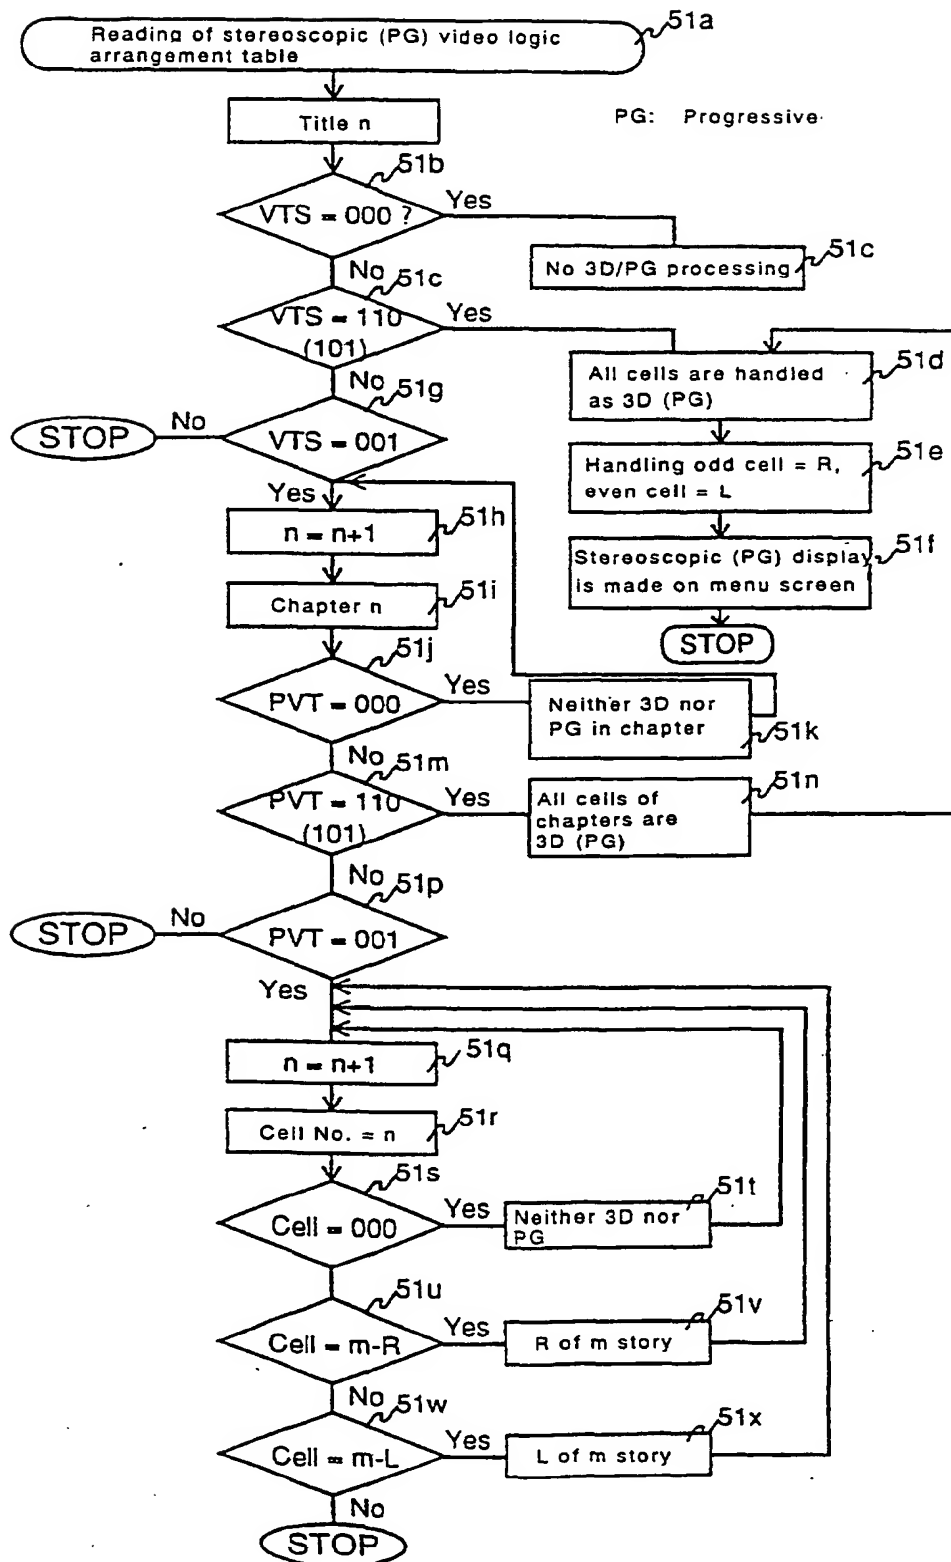 51a
Reading of stereoscopic (PG) video logic
arrangement table
Title n
PG: Progressive
51b
VTS = 000 ?
Yes
No
51c
No 3D/PG processing
51c
VTS = 110
(101)
Yes
No
51d
All cells are handled
as 3D (PG)
51g
VTS = 001
No
STOP
Yes
51e
Handling odd cell = R,
even cell = L
51h
n = n+1
51f
Stereoscopic (PG) display
is made on menu screen
STOP
51i
Chapter n
51j
PVT = 000
Yes
No
Neither 3D nor
PG in chapter
51k
51m
PVT = 110
(101)
Yes
No
51n
All cells of
chapters are
3D (PG)
51p
PVT = 001
No
STOP
Yes
51q
n = n+1
51r
Cell No. = n
51s
Cell = 000
Yes
51t
Neither 3D nor
PG
51u
Cell = m-R
Yes
No
51v
R of m story
51w
Cell = m-L
Yes
No
51x
L of m story
STOP